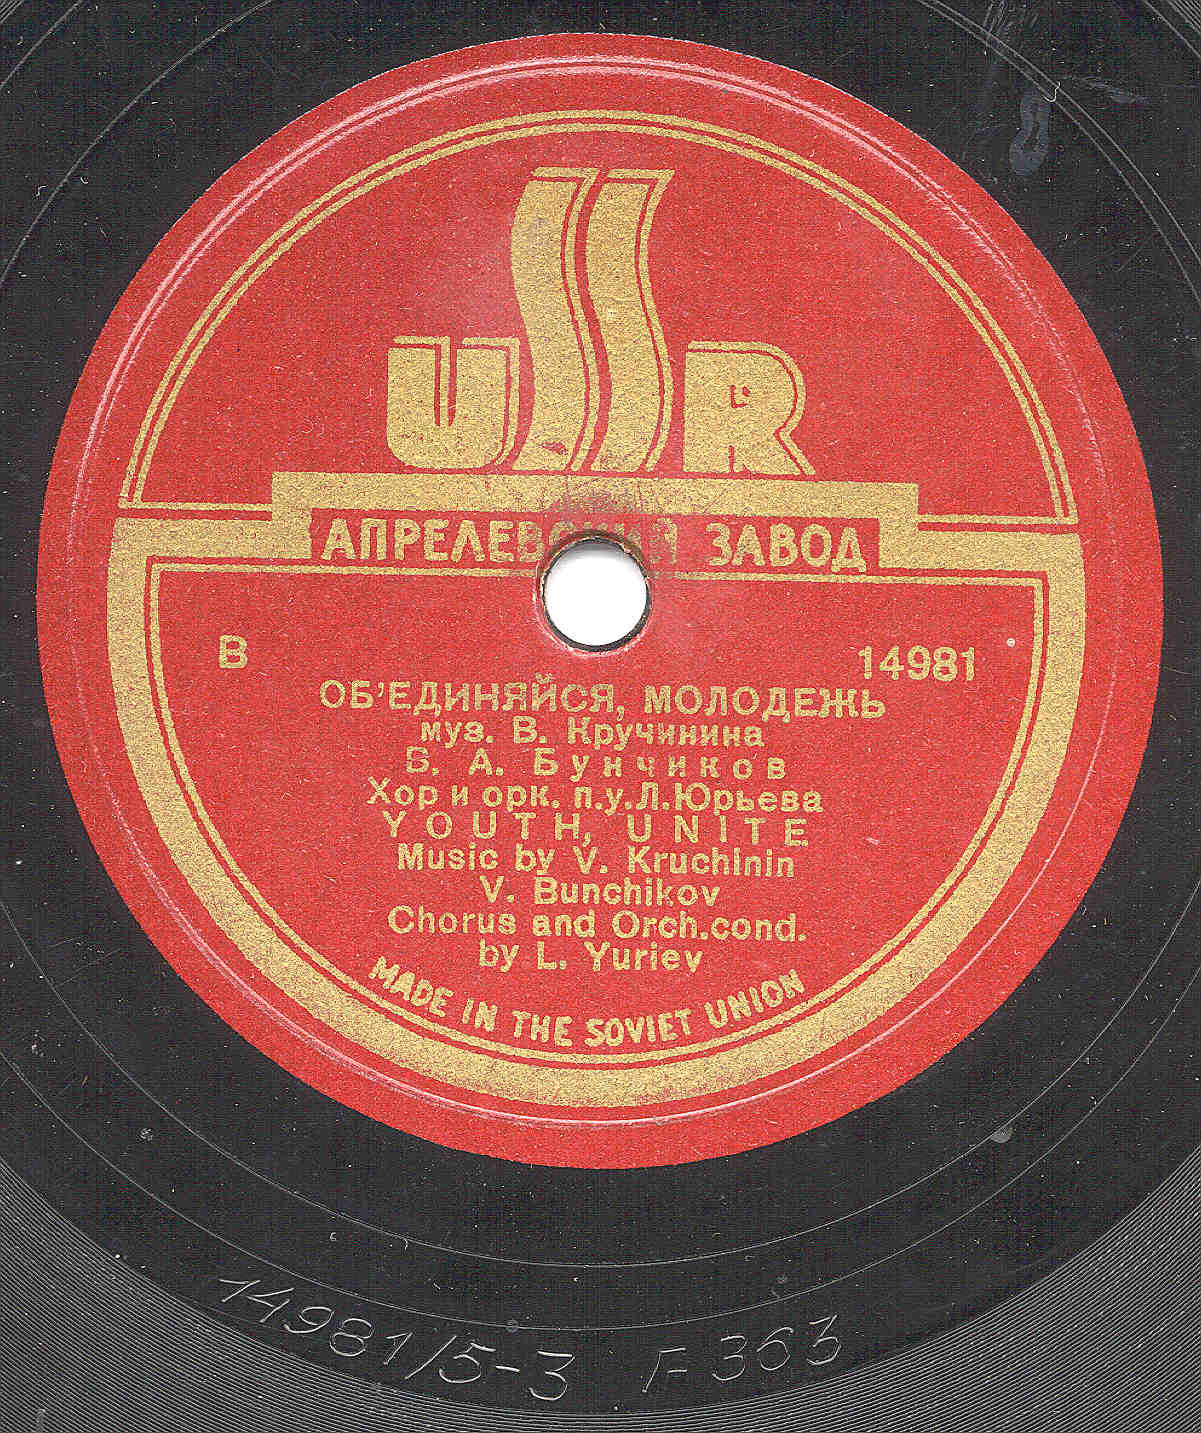 USSR
АПРЕЛЕВСКИЙ ЗАВОД
В 14981
ОБ'ЕДИНЯЙСЯ, МОЛОДЕЖЬ
муз. В. Кручинина
В. А. Бунчиков
Хор и орк. п.у.Л.Юрьева
YOUTH, UNITE
Music by V. Kruchinin
V. Bunchikov
Chorus and Orch.cond.
by L. Yuriev
MADE IN THE SOVIET UNION
14981/5-3 F 363